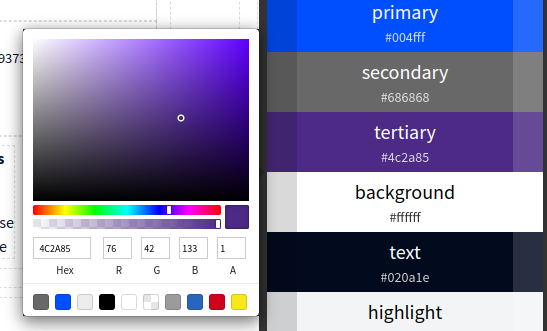 9373
s
se
e
4C2A85
76
42
133
1
Hex
R
G
B
A
primary
#004fff
secondary
#686868
tertiary
#4c2a85
background
#ffffff
text
#020a1e
highlight